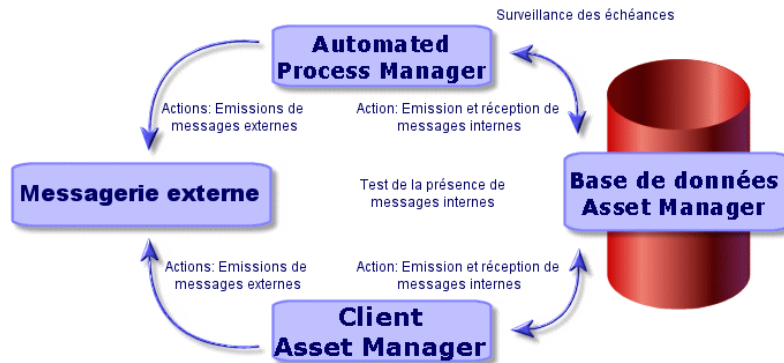 Surveillance des échéances
Automated
Process Manager
Actions: Emissions de
messages externes
Action: Emission et réception de
messages internes
Messagerie externe
Test de la présence de
messages internes
Base de données
Asset Manager
Actions: Emissions de
messages externes
Action: Emission et réception de
messages internes
Client
Asset Manager